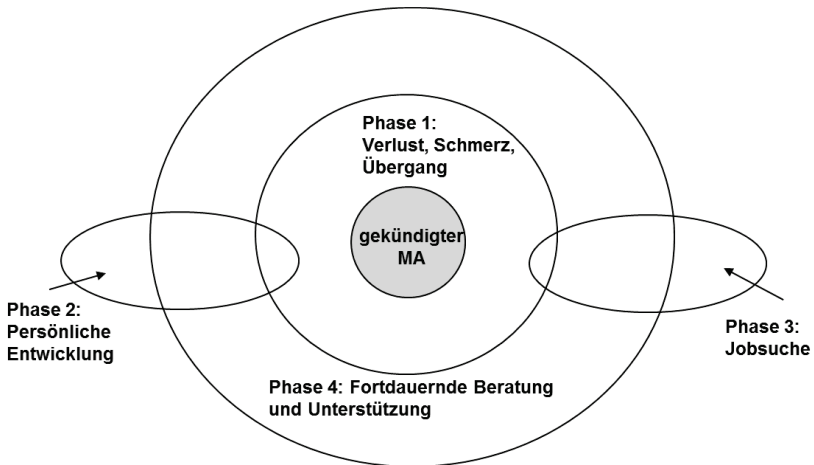 Phase 1:
Verlust, Schmerz,
Übergang
gekündigter
MA
Phase 2:
Persönliche
Entwicklung
Phase 3:
Jobsuche
Phase 4: Fortdauernde Beratung
und Unterstützung